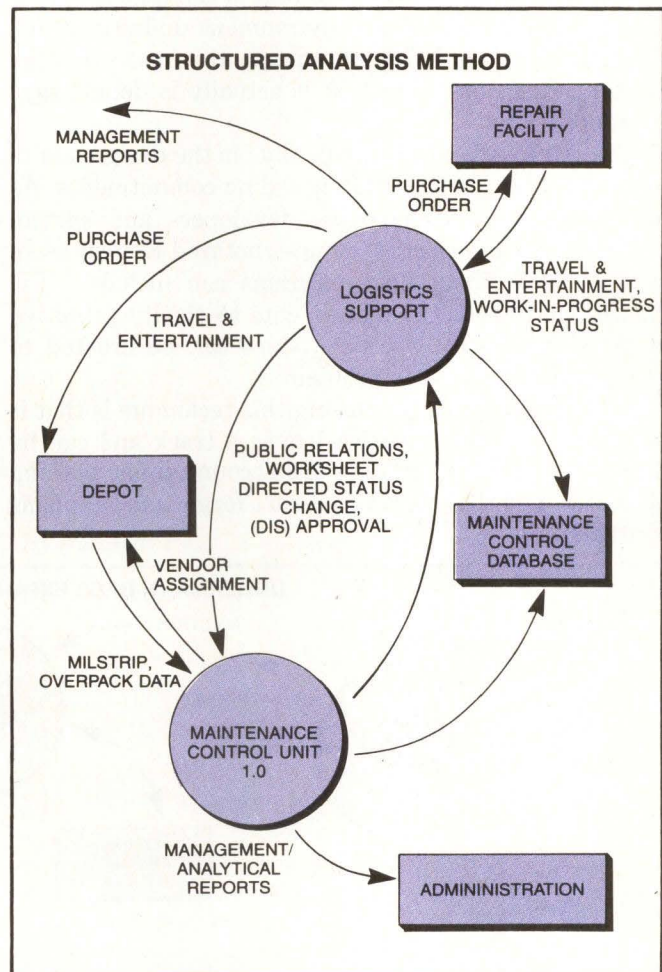 STRUCTURED ANALYSIS METHOD
MANAGEMENT
REPORTS
REPAIR
FACILITY
PURCHASE
ORDER
PURCHASE
ORDER
TRAVEL &
ENTERTAINMENT
LOGISTICS
SUPPORT
TRAVEL &
ENTERTAINMENT,
WORK-IN-PROGRESS
STATUS
PUBLIC RELATIONS,
WORKSHEET
DIRECTED STATUS
CHANGE,
(DIS) APPROVAL
DEPOT
MAINTENANCE
CONTROL
DATABASE
VENDOR
ASSIGNMENT
MILSTRIP,
OVERPACK DATA
MAINTENANCE
CONTROL UNIT
1.0
MANAGEMENT/
ANALYTICAL
REPORTS
ADMININISTRATION